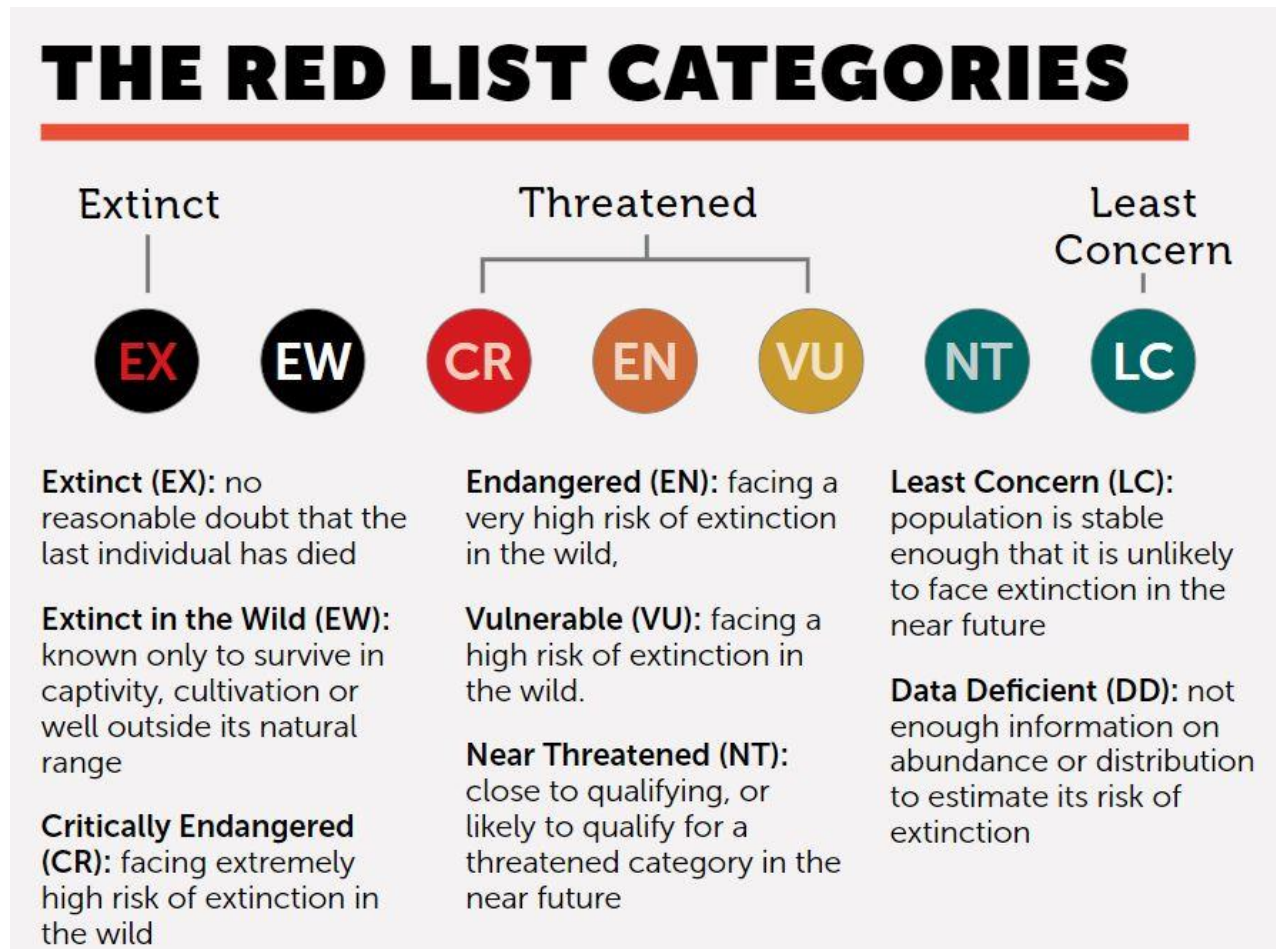 THE RED LIST CATEGORIES
Extinct
Threatened
Least
Concern
EX
EW
CR
EN
VU
NT
LC
Extinct (EX): no
reasonable doubt that the
last individual has died
Extinct in the Wild (EW):
known only to survive in
captivity, cultivation or
well outside its natural
range
Critically Endangered
(CR): facing extremely
high risk of extinction in
the wild
Endangered (EN): facing a
very high risk of extinction
in the wild,
Vulnerable (VU): facing a
high risk of extinction in
the wild.
Near Threatened (NT):
close to qualifying, or
likely to qualify for a
threatened category in the
near future
Least Concern (LC):
population is stable
enough that it is unlikely
to face extinction in the
near future
Data Deficient (DD): not
enough information on
abundance or distribution
to estimate its risk of
extinction